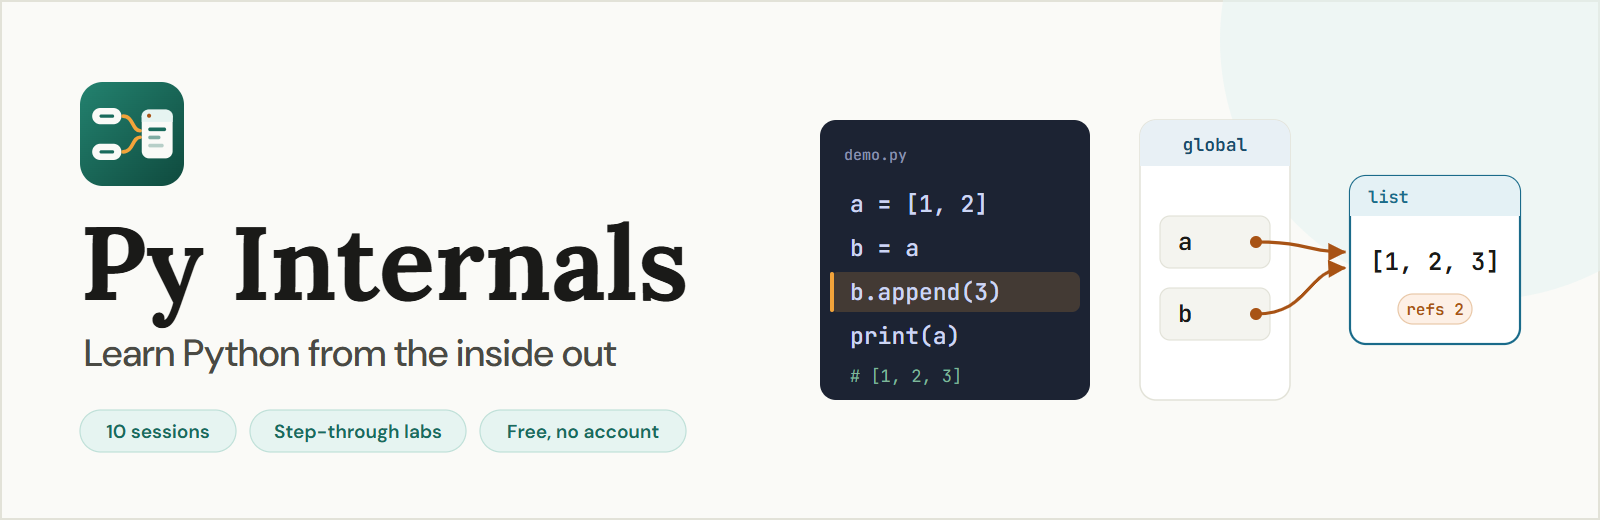 Py Internals
Learn Python from the inside out
10 sessions
Step-through labs
Free, no account
demo.py
a = [1, 2]
b = a
b.append(3)
print(a)
# [1, 2, 3]
global
a
b
list
[1, 2, 3]
refs 2